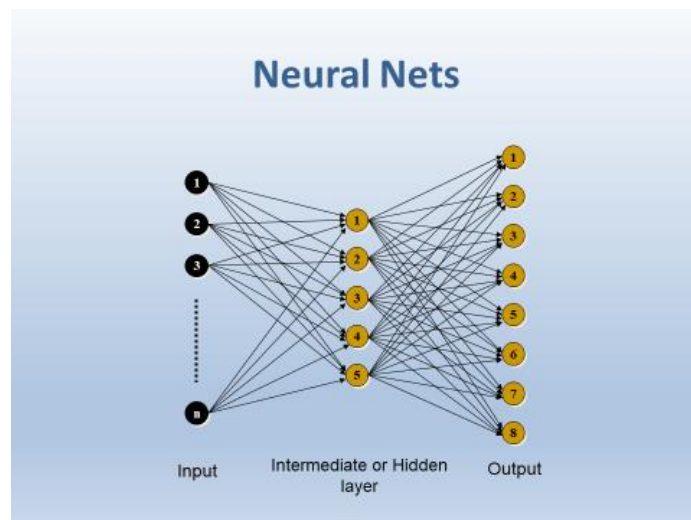 Neural Nets
1
2
3
n
1
2
3
4
5
1
2
3
4
5
6
7
8
Input
Intermediate or Hidden
layer
Output